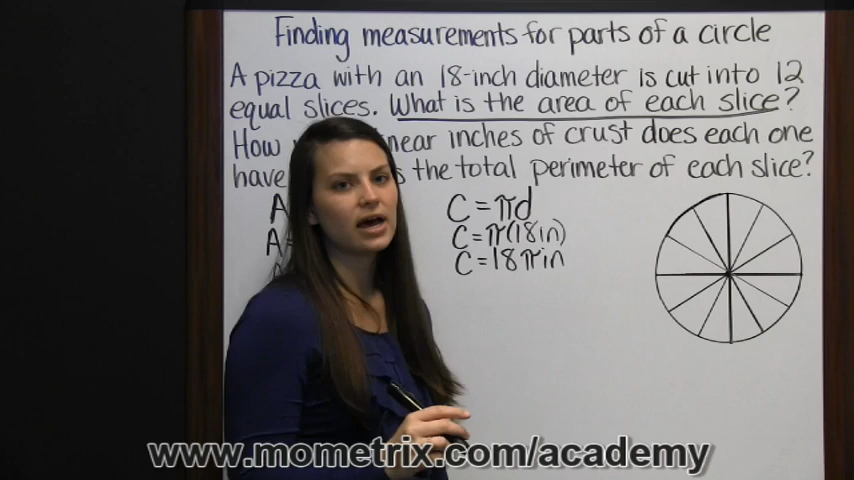 Finding measurements for parts of a circle
A pizza with an 18-inch diameter is cut into 12
equal slices. What is the area of each slice?
How inches of crust does each one
have the total perimeter of each slice?
A C = πd
A = C = π(18in)
C = 18πin
www.mometrix.com/academy